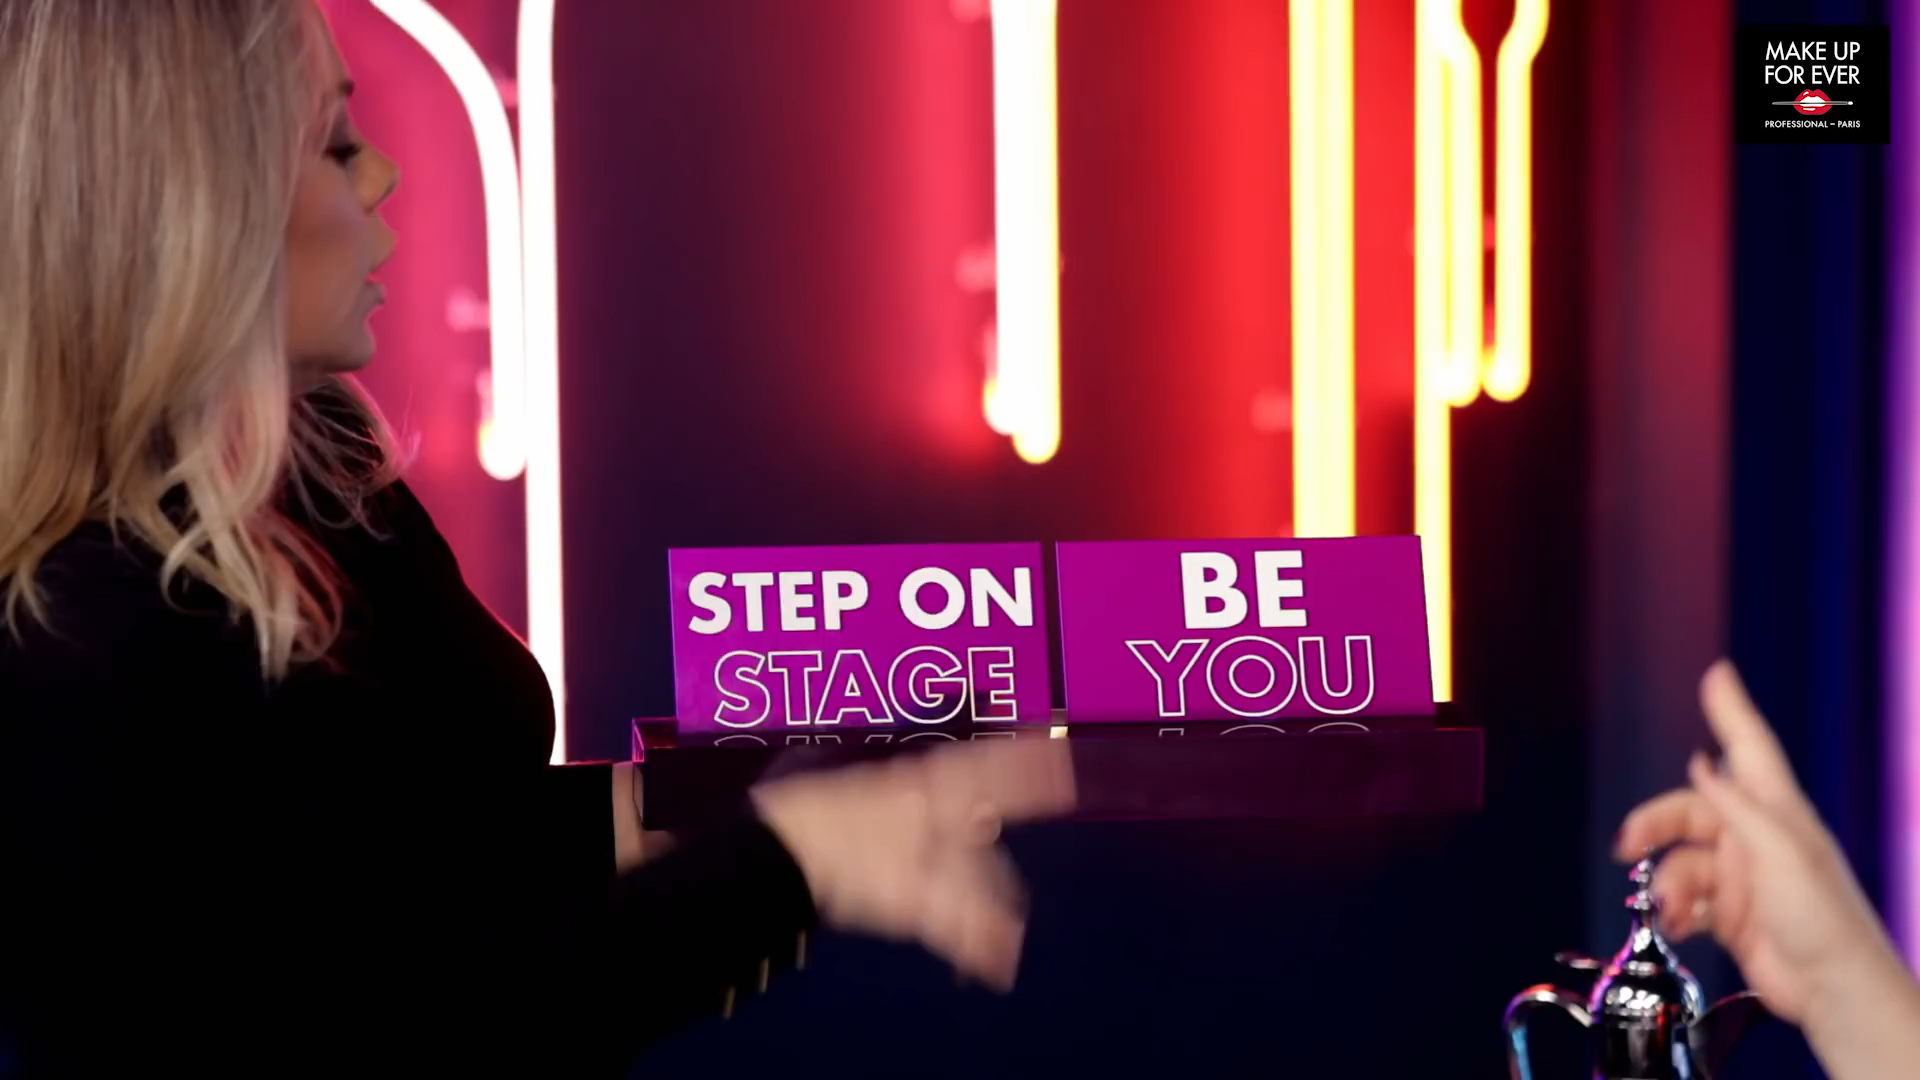 MAKE UP
FOR EVER
PROFESSIONAL – PARIS
STEP ON
STAGE
BE
YOU